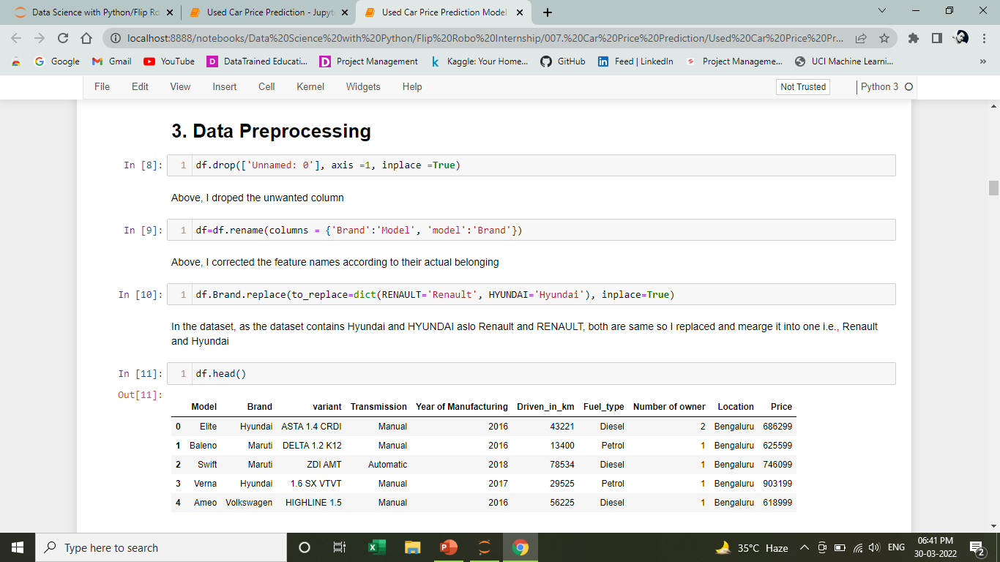 Data Science with Python/Flip Ro
Used Car Price Prediction - Jupyt
Used Car Price Prediction Model
localhost:8888/notebooks/Data%20Science%20with%20Python/Flip%20Robo%20Internship/007.%20Car%20Price%20Prediction/Used%20Car%20Price%20Pr...
Google Gmail YouTube DataTrained Educati... Project Management Kaggle: Your Home... GitHub Feed | LinkedIn Project Manageme... UCI Machine Learni... »
File Edit View Insert Cell Kernel Widgets Help Not Trusted Python 3
3. Data Preprocessing
In [8]: 1 df.drop(['Unnamed: 0'], axis =1, inplace =True)
Above, I droped the unwanted column
In [9]: 1 df=df.rename(columns = {'Brand':'Model', 'model':'Brand'})
Above, I corrected the feature names according to their actual belonging
In [10]: 1 df.Brand.replace(to_replace=dict(RENAULT='Renault', HYUNDAI='Hyundai'), inplace=True)
In the dataset, as the dataset contains Hyundai and HYUNDAI aslo Renault and RENAULT, both are same so I replaced and mearge it into one i.e., Renault
and Hyundai
In [11]: 1 df.head()
Out[11]:
Model Brand variant Transmission Year of Manufacturing Driven_in_km Fuel_type Number of owner Location Price
0 Elite Hyundai ASTA 1.4 CRDI Manual 2016 43221 Diesel 2 Bengaluru 686299
1 Baleno Maruti DELTA 1.2 K12 Manual 2016 13400 Petrol 1 Bengaluru 625599
2 Swift Maruti ZDI AMT Automatic 2018 78534 Diesel 1 Bengaluru 746099
3 Verna Hyundai 1.6 SX VTVT Manual 2017 29525 Petrol 1 Bengaluru 903199
4 Ameo Volkswagen HIGHLINE 1.5 Manual 2016 56225 Diesel 1 Bengaluru 618999
Type here to search
35°C Haze
ENG
06:41 PM
30-03-2022
2